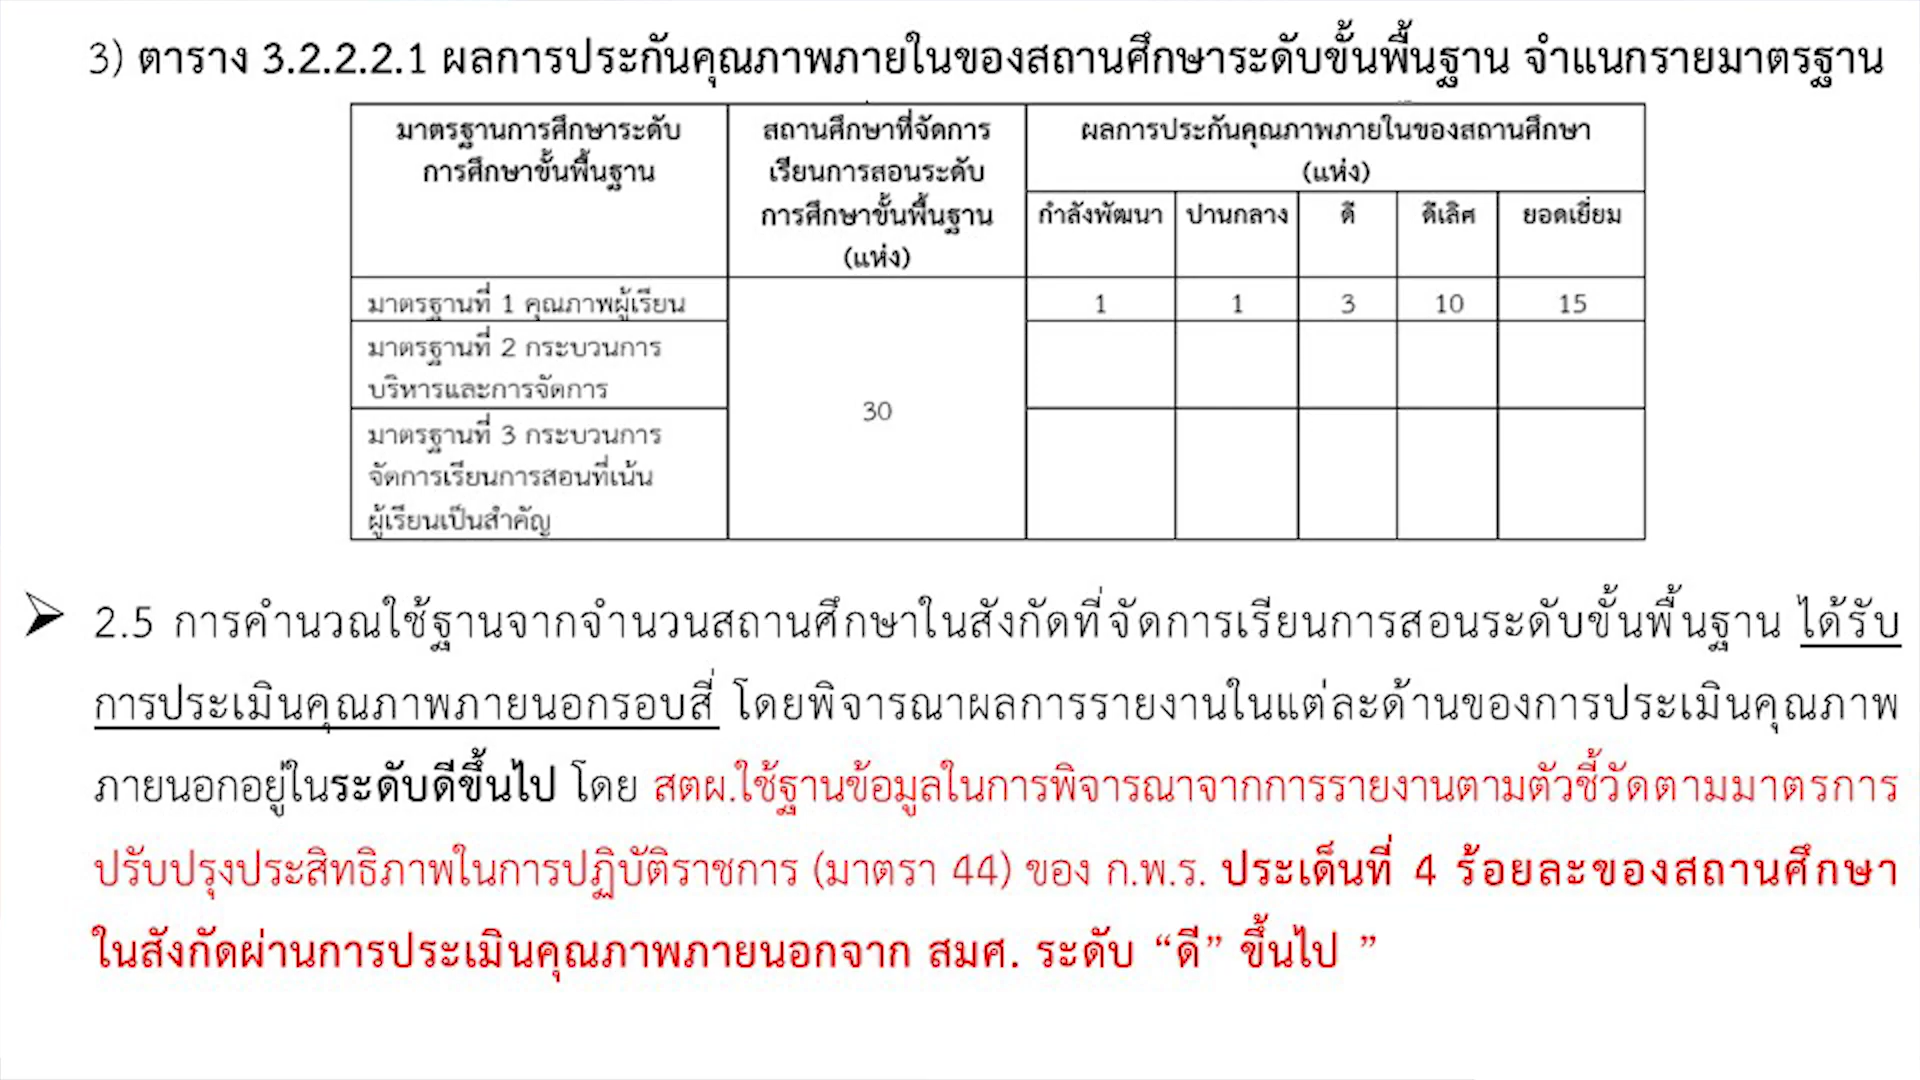 3) ตาราง 3.2.2.2.1 ผลการประกันคุณภาพภายในของสถานศึกษาระดับขั้นพื้นฐาน จำแนกรายมาตรฐาน
มาตรฐานการศึกษาระดับ
การศึกษาขั้นพื้นฐาน
สถานศึกษาที่จัดการ
เรียนการสอนระดับ
การศึกษาขั้นพื้นฐาน
(แห่ง)
ผลการประกันคุณภาพภายในของสถานศึกษา
(แห่ง)
กำลังพัฒนา ปานกลาง ดี ดีเลิศ ยอดเยี่ยม
มาตรฐานที่ 1 คุณภาพผู้เรียน
1 1 3 10 15
มาตรฐานที่ 2 กระบวนการ
บริหารและการจัดการ
30
มาตรฐานที่ 3 กระบวนการ
จัดการเรียนการสอนที่เน้น
ผู้เรียนเป็นสำคัญ
2.5 การคำนวณใช้ฐานจากจำนวนสถานศึกษาในสังกัดที่จัดการเรียนการสอนระดับขั้นพื้นฐาน ได้รับ
การประเมินคุณภาพภายนอกรอบสี่ โดยพิจารณาผลการรายงานในแต่ละด้านของการประเมินคุณภาพ
ภายนอกอยู่ในระดับดีขึ้นไป โดย สตผ.ใช้ฐานข้อมูลในการพิจารณาจากการรายงานตามตัวชี้วัดตามมาตรการ
ปรับปรุงประสิทธิภาพในการปฏิบัติราชการ (มาตรา 44) ของ ก.พ.ร. ประเด็นที่ 4 ร้อยละของสถานศึกษา
ในสังกัดผ่านการประเมินคุณภาพภายนอกจาก สมศ. ระดับ “ดี” ขึ้นไป ”